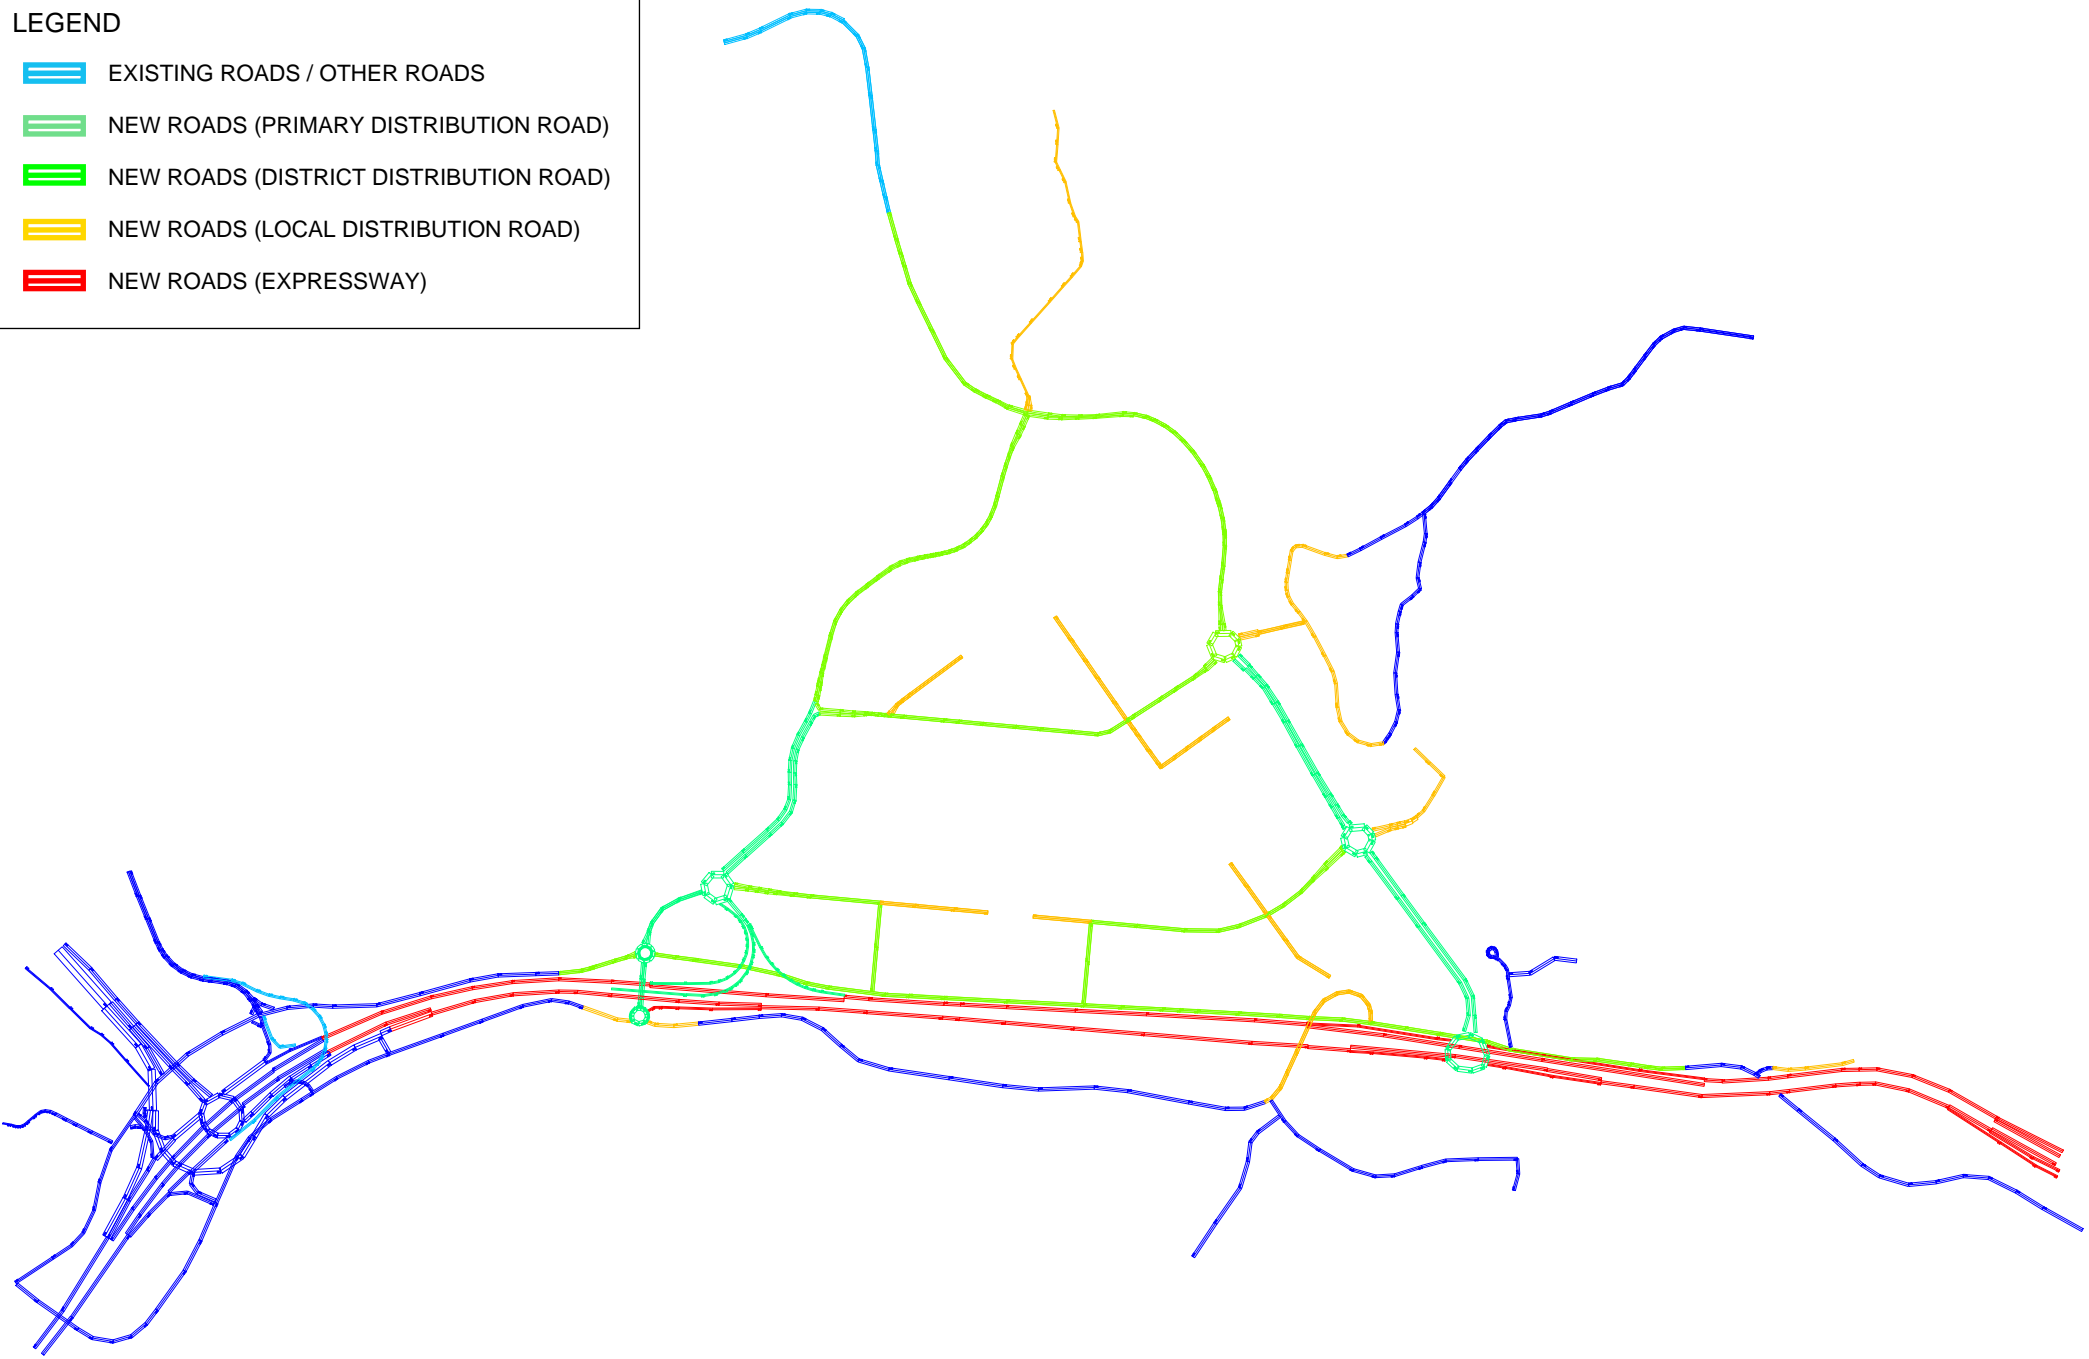 LEGEND
EXISTING ROADS / OTHER ROADS
NEW ROADS (PRIMARY DISTRIBUTION ROAD)
NEW ROADS (DISTRICT DISTRIBUTION ROAD)
NEW ROADS (LOCAL DISTRIBUTION ROAD)
NEW ROADS (EXPRESSWAY)